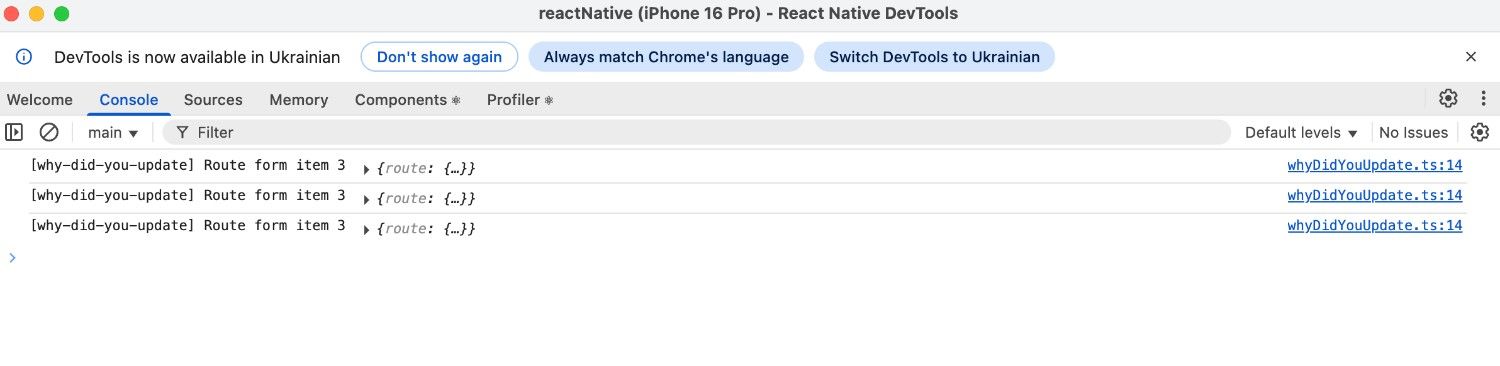 reactNative (iPhone 16 Pro) - React Native DevTools
DevTools is now available in Ukrainian Don't show again Always match Chrome's language Switch DevTools to Ukrainian
Welcome Console Sources Memory Components Profiler
main Filter Default levels No Issues
[why-did-you-update] Route form item 3 {route: {…}} whyDidYouUpdate.ts:14
[why-did-you-update] Route form item 3 {route: {…}} whyDidYouUpdate.ts:14
[why-did-you-update] Route form item 3 {route: {…}} whyDidYouUpdate.ts:14